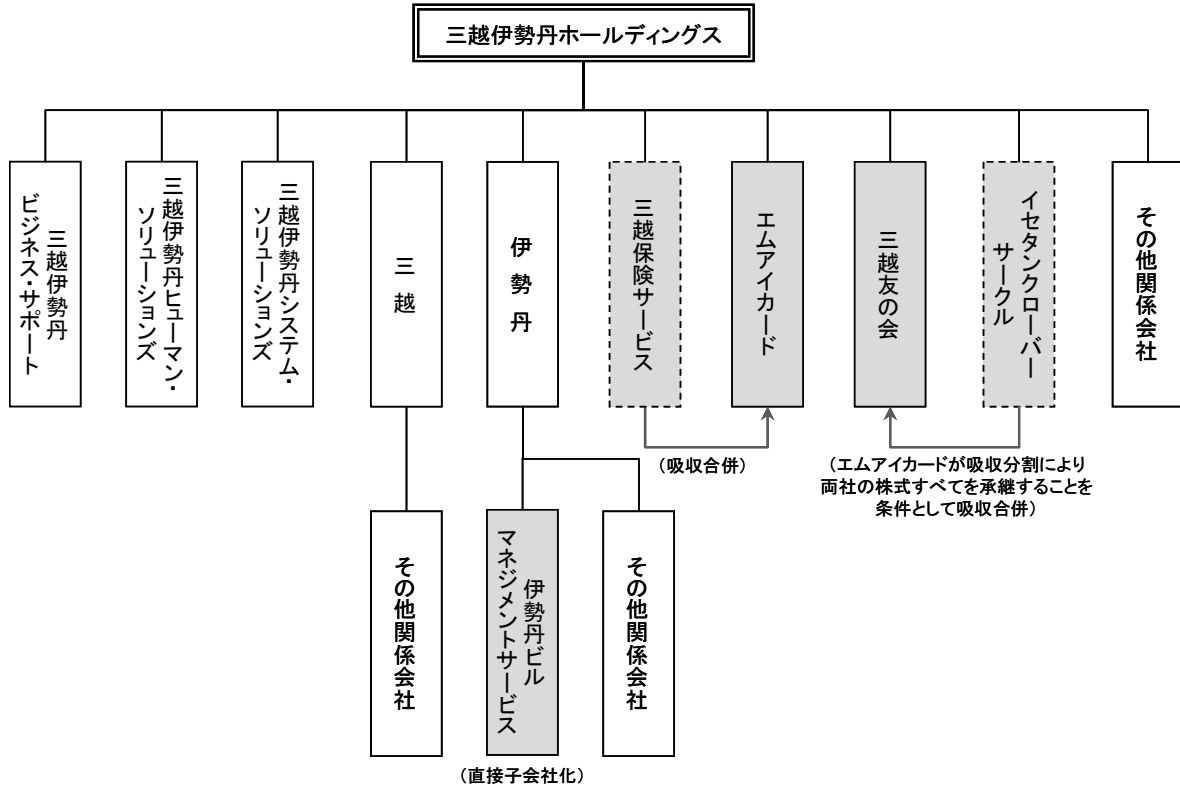 三越伊勢丹ホールディングス
三越伊勢丹
ビジネス・サポート
三越伊勢丹ヒューマン・
ソリューションズ
三越伊勢丹システム・
ソリューションズ
三越
伊勢丹
三越保険サービス
エムアイカード
三越友の会
イセタンクローバー
サークル
その他関係会社
(吸収合併)
(エムアイカードが吸収分割により
両社の株式すべてを承継することを
条件として吸収合併)
その他関係会社
伊勢丹ビル
マネジメントサービス
その他関係会社
(直接子会社化)